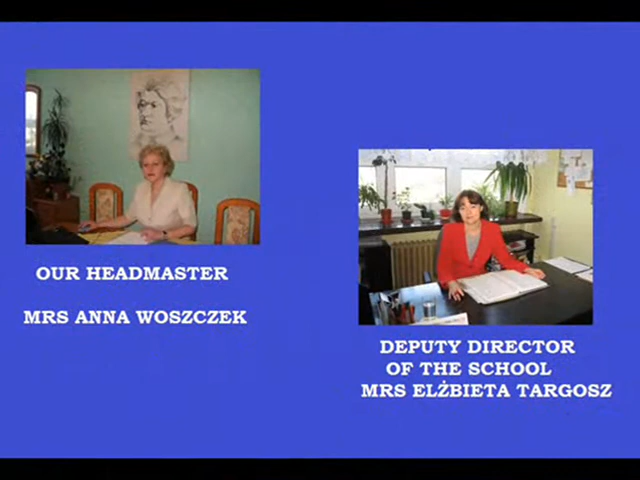 OUR HEADMASTER
MRS ANNA WOSZCZEK
DEPUTY DIRECTOR
OF THE SCHOOL
MRS ELŻBIETA TARGOSZ